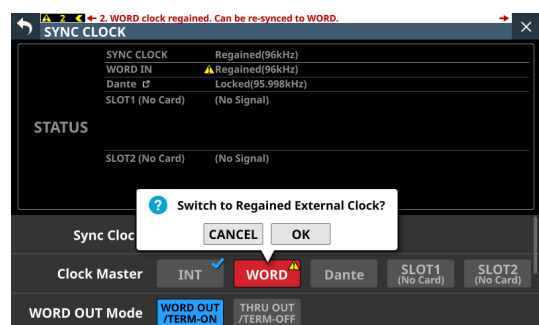 2 2. WORD clock regained. Can be re-synced to WORD.
SYNC CLOCK
SYNC CLOCK Regained(96kHz)
WORD IN Regained(96kHz)
Dante Locked(95.998kHz)
SLOT1 (No Card) (No Signal)
STATUS
SLOT2 (No Card) (No Signal)
Switch to Regained External Clock?
CANCEL OK
Sync Cloc
Clock Master INT WORD Dante SLOT1 (No Card) SLOT2 (No Card)
WORD OUT Mode WORD OUT /TERM-ON THRU OUT /TERM-OFF